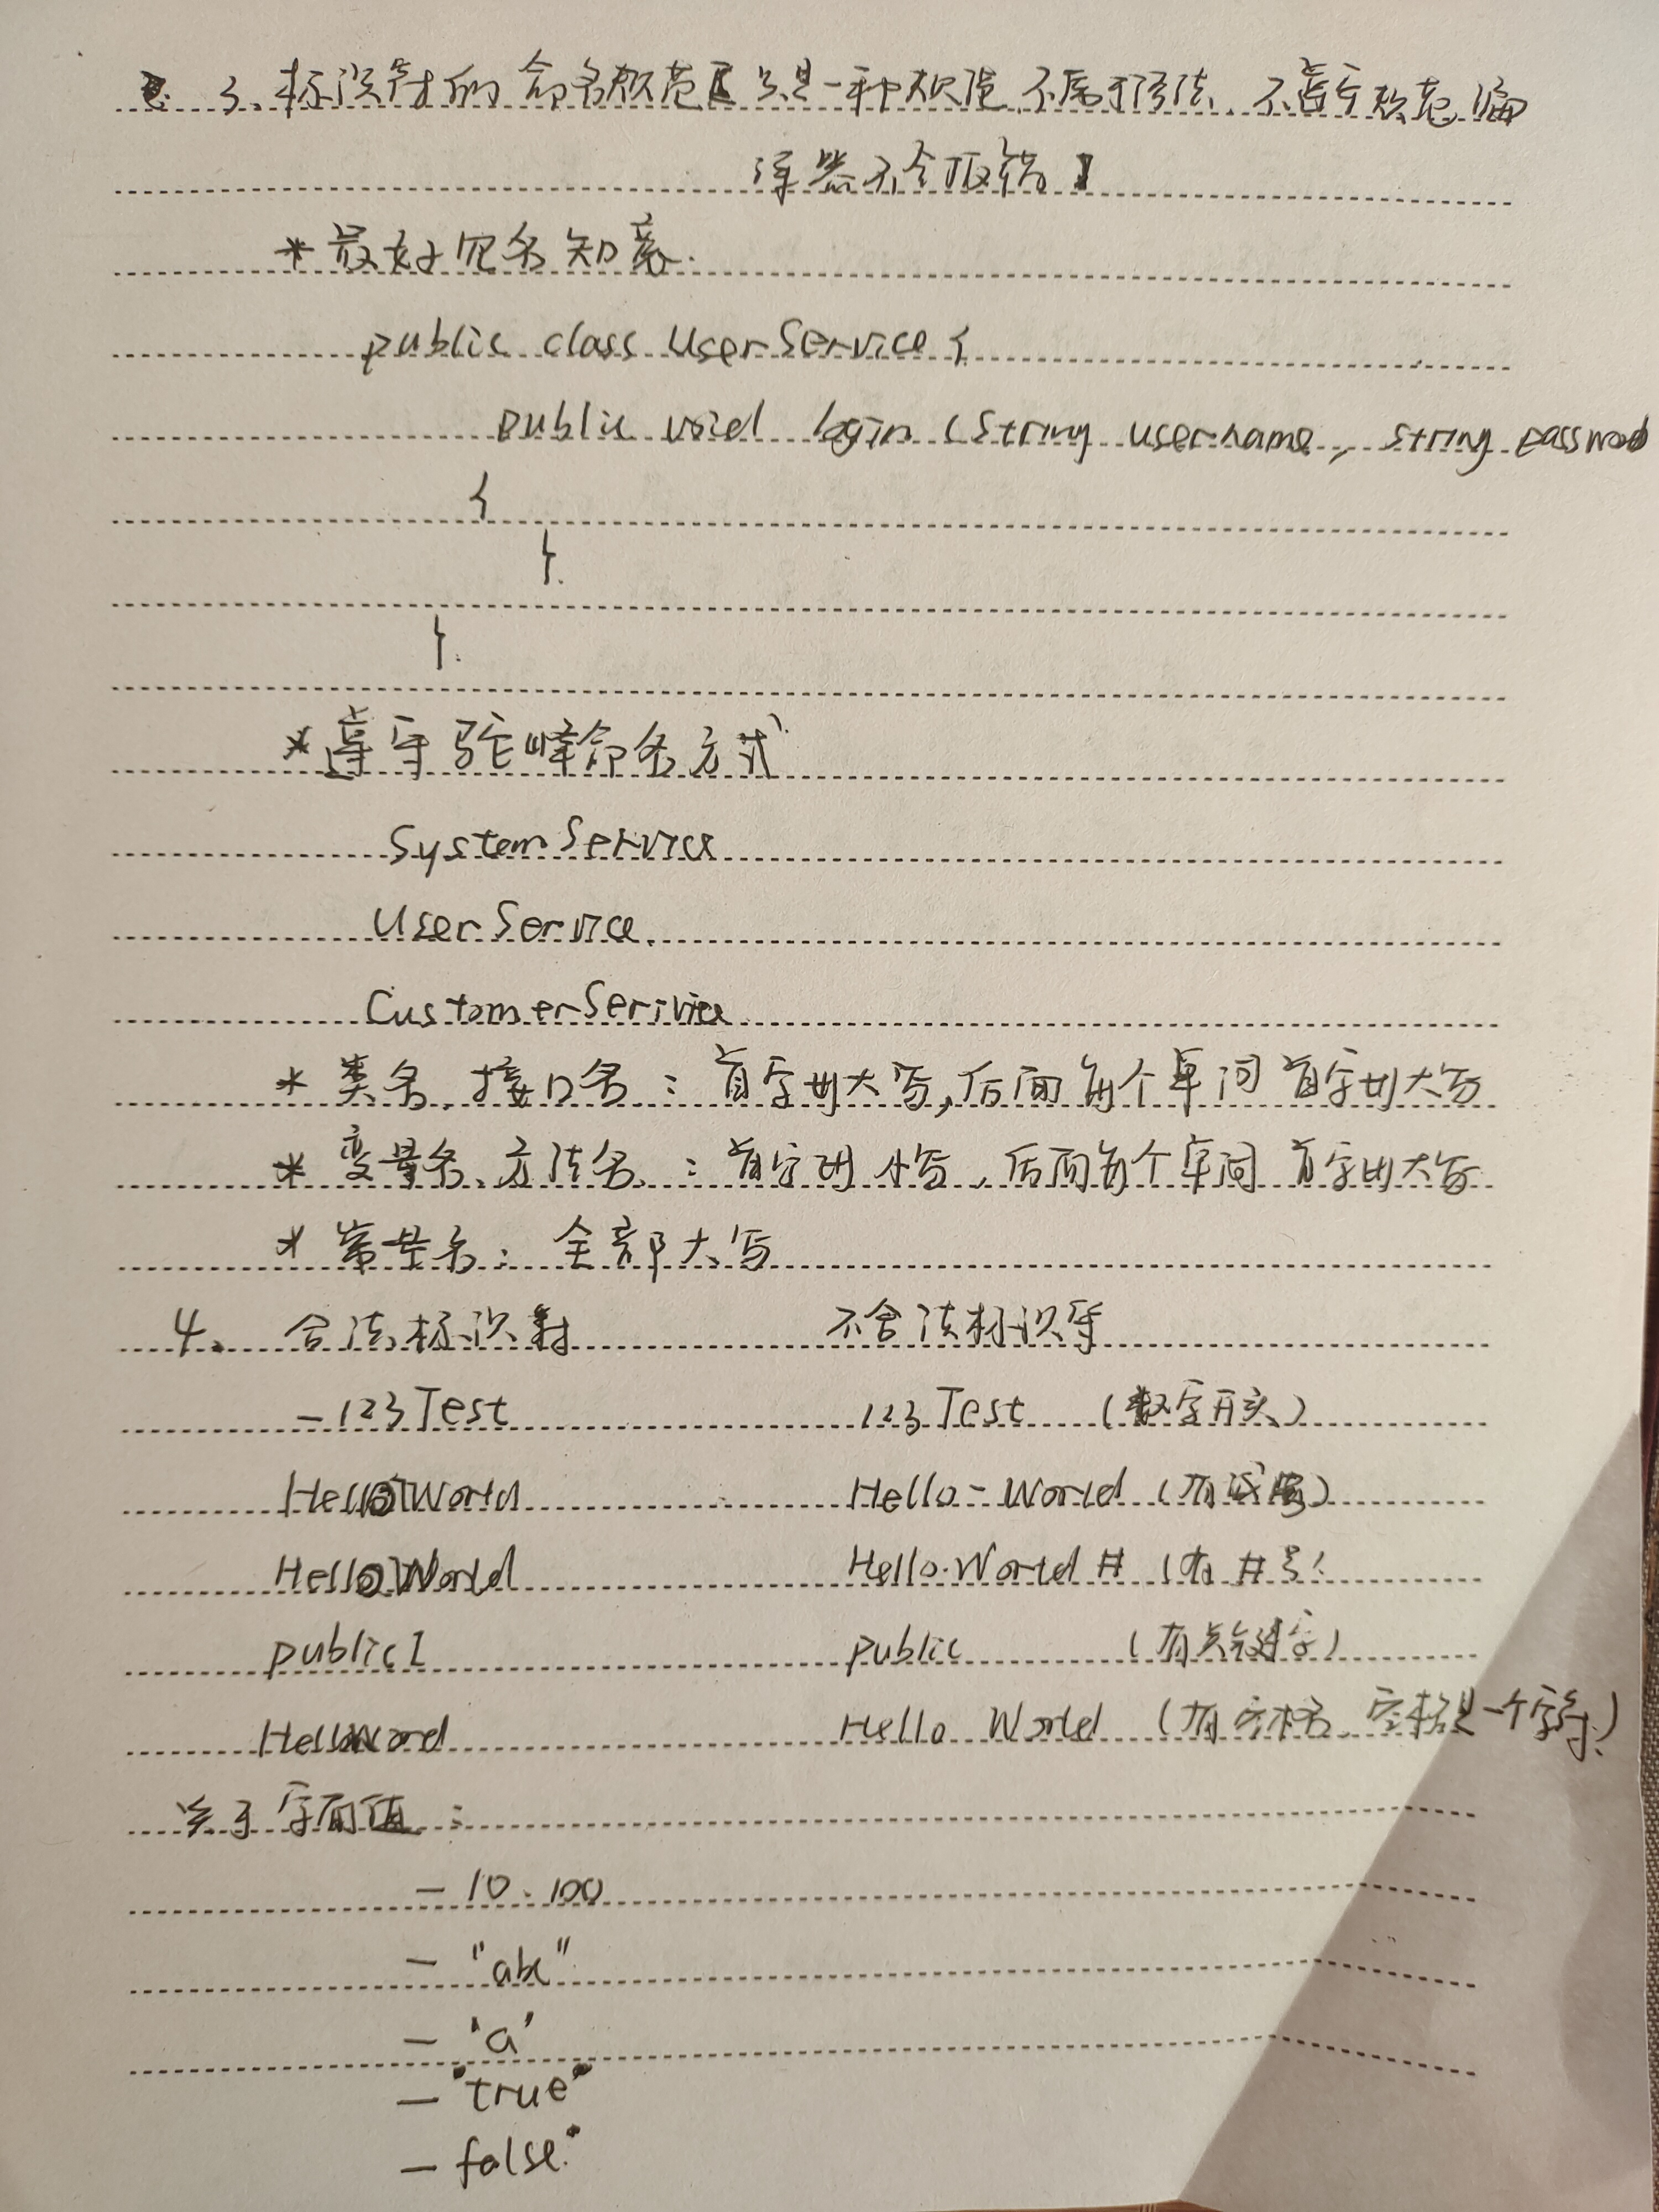 3、标识符的命名规范【只是一种规范,不属于语法,不遵守规范编
译器不会报错】
*最好见名知意.
public class UserService {
public void login (String username, String password
{
}
}
*遵守驼峰命名方式
SystemService
UserService
CustomerSerivice
* 类名、接口名:首字母大写,后面每个单词首字母大写
* 变量名、方法名:首字母小写,后面每个单词首字母大写
* 常量名:全部大写
4、 合法标识符 不合法标识符
_123Test 123Test (数字开头)
HelloWorld Hello-World (有减号)
HelloWorld HelloWorld# (有#号)
public1 public (有关键字)
HelloWord Hello World (有空格,空格是一个字符)
关于字面值:
- 10、100
- "abc"
- 'a'
- "true"
- false"